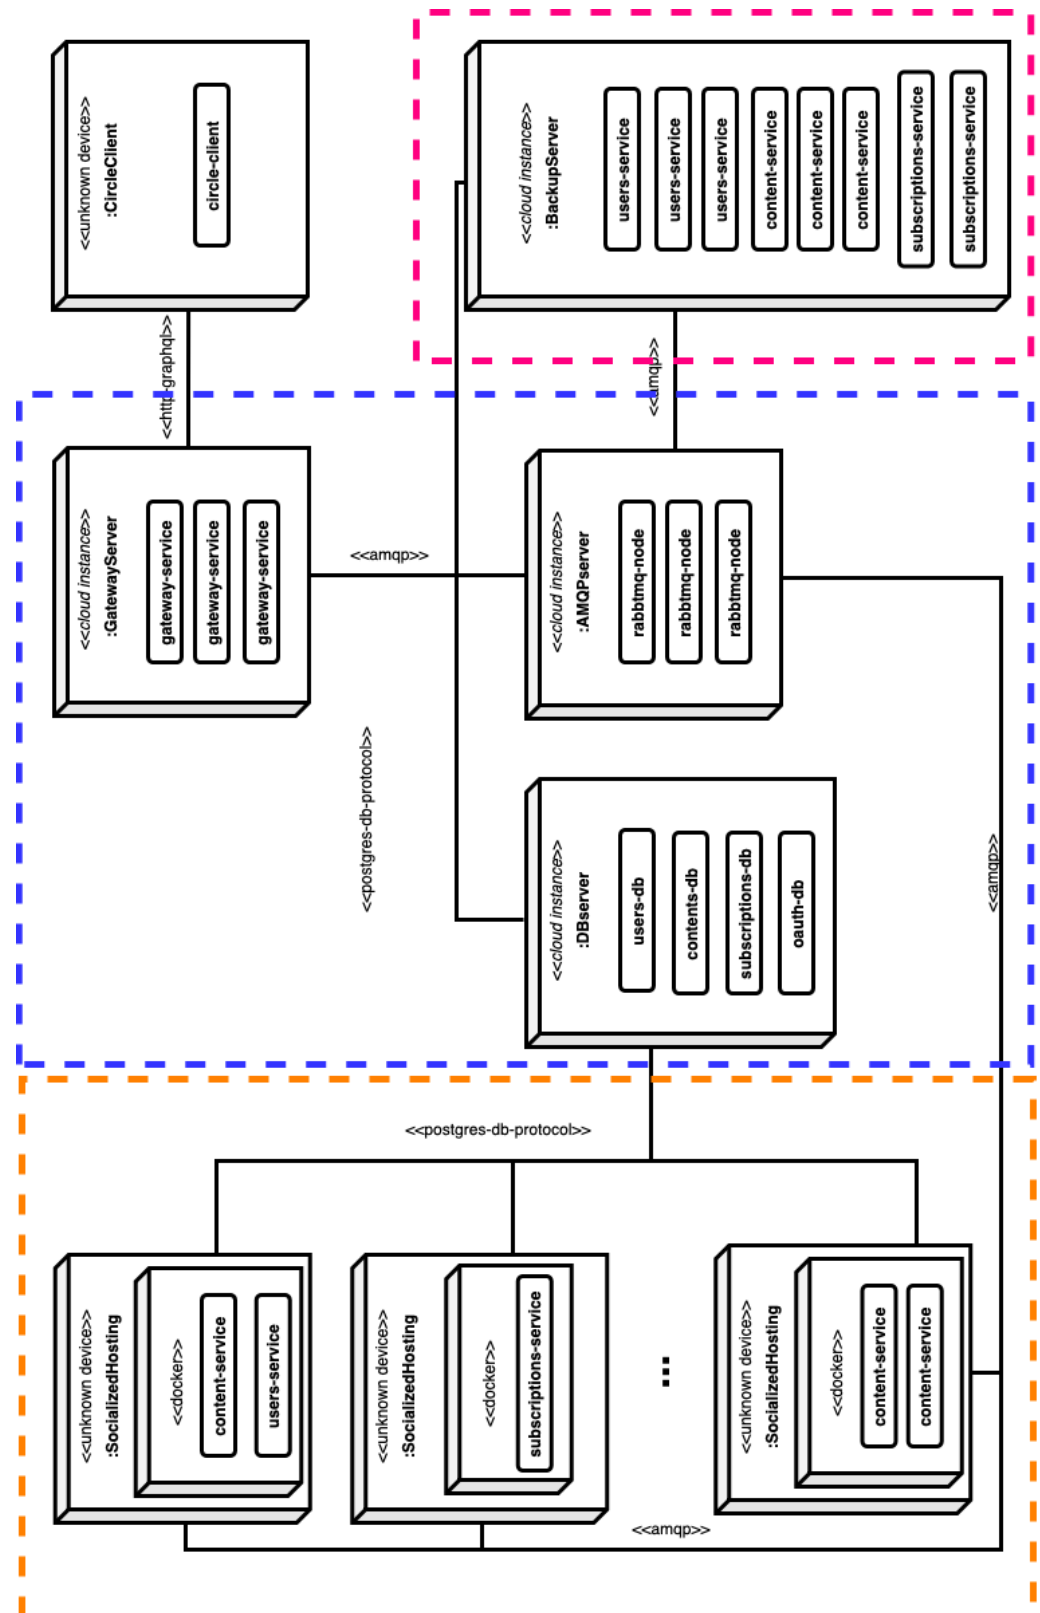 <<unknown device>>
:CircleClient
circle-client
<<cloud instance>>
:BackupServer
users-service
users-service
users-service
content-service
content-service
content-service
subscriptions-service
subscriptions-service
<<http-graphql>>
<<amqp>>
<<cloud instance>>
:GatewayServer
gateway-service
gateway-service
gateway-service
<<amqp>>
<<cloud instance>>
:AMQPserver
rabbtmq-node
rabbtmq-node
rabbtmq-node
<<postgres-db-protocol>>
<<cloud instance>>
:DBserver
users-db
contents-db
subscriptions-db
oauth-db
<<amqp>>
<<postgres-db-protocol>>
<<unknown device>>
:SocializedHosting
<<docker>>
content-service
users-service
<<unknown device>>
:SocializedHosting
<<docker>>
subscriptions-service
...
<<unknown device>>
:SocializedHosting
<<docker>>
content-service
content-service
<<amqp>>